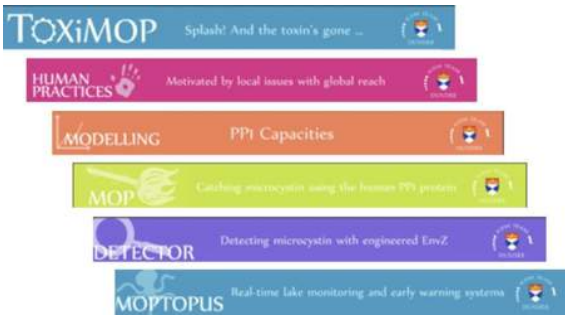 TOXiMOP Splash! And the toxin's gone ...
HUMAN
PRACTICES Motivated by local issues with global reach
MODELLING PP1 Capacities
MOP Catching microcystin using the human PP1 protein
DETECTOR Detecting microcystin with engineered EnvZ
MOPTOPUS Real-time lake monitoring and early warning systems